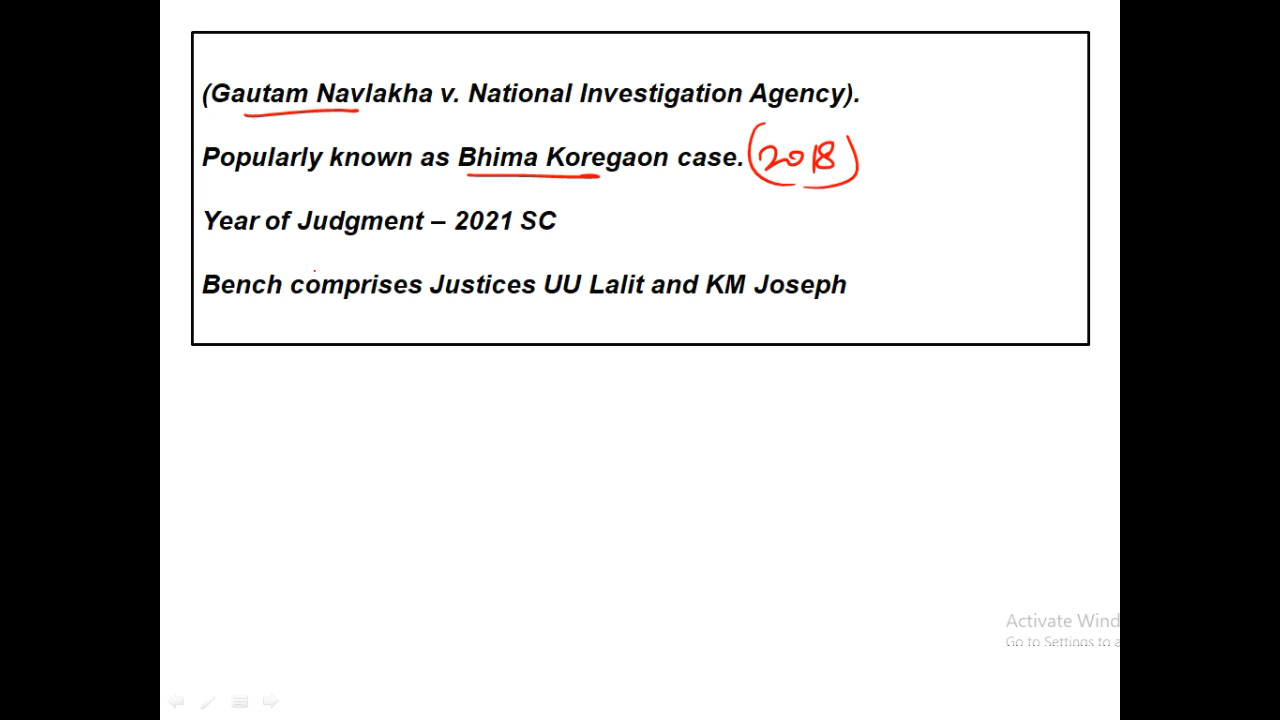 (Gautam Navlakha v. National Investigation Agency).
Popularly known as Bhima Koregaon case. (2018)
Year of Judgment – 2021 SC
Bench comprises Justices UU Lalit and KM Joseph
Activate Wind
Go to Settings to a